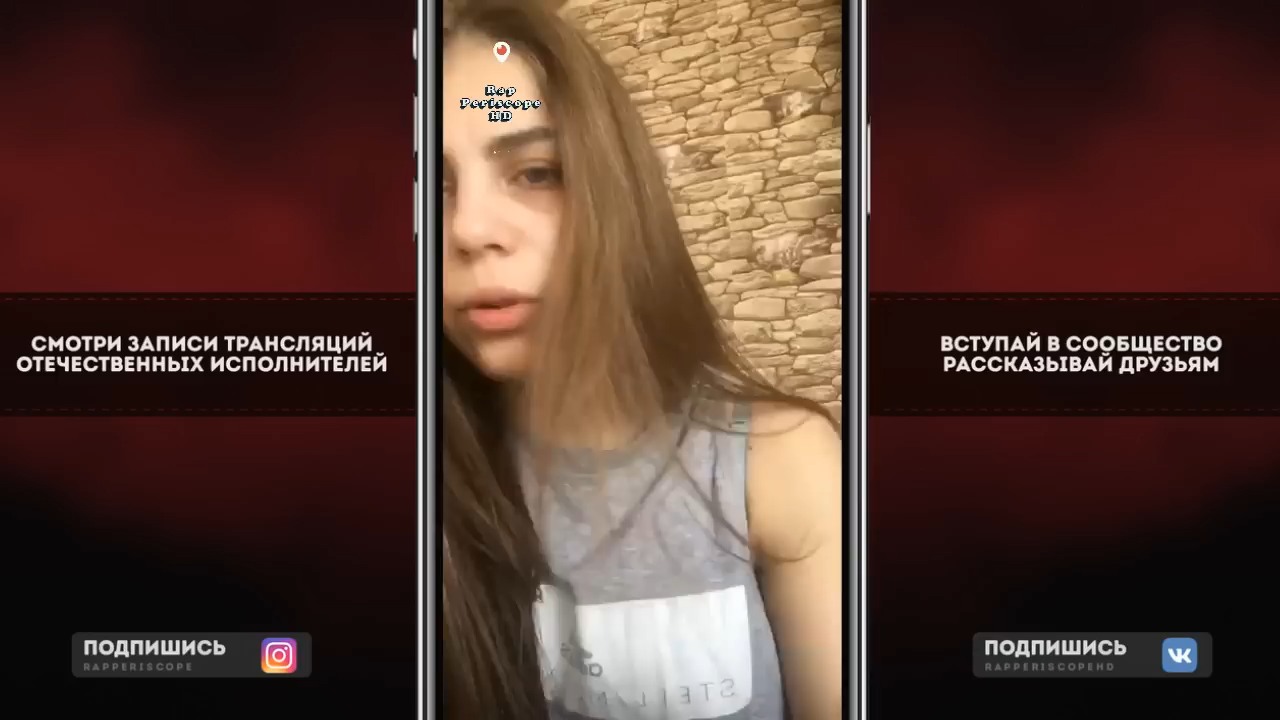 Rap
Periscope
HD
СМОТРИ ЗАПИСИ ТРАНСЛЯЦИЙ
ОТЕЧЕСТВЕННЫХ ИСПОЛНИТЕЛЕЙ
ВСТУПАЙ В СООБЩЕСТВО
РАССКАЗЫВАЙ ДРУЗЬЯМ
ПОДПИШИСЬ
RAPPERISCOPE
ПОДПИШИСЬ
RAPPERISCOPEHD